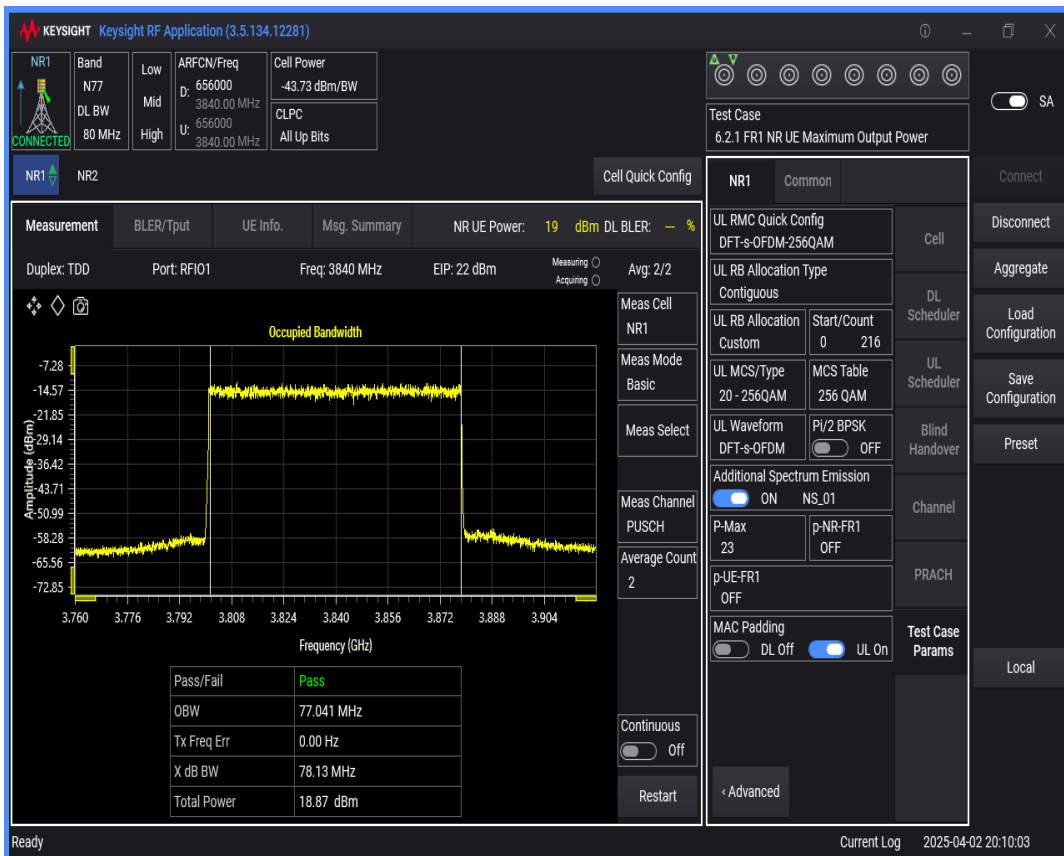 KEYSIGHT Keysight RF Application (3.5.134.12281)
NR1
CONNECTED
Band
N77
DL BW
80 MHz
Low
Mid
High
ARFCN/Freq
D: 656000
3840.00 MHz
U: 656000
3840.00 MHz
Cell Power
-43.73 dBm/BW
CLPC
All Up Bits
Test Case
6.2.1 FR1 NR UE Maximum Output Power
SA
NR1
NR2
Cell Quick Config
Measurement
BLER/Tput
UE Info.
Msg. Summary
NR UE Power: 19 dBm DL BLER: -- %
Duplex: TDD
Port: RFIO1
Freq: 3840 MHz
EIP: 22 dBm
Measuring
Acquiring
Avg: 2/2
Occupied Bandwidth
Amplitude (dBm)
-7.28
-14.57
-21.85
-29.14
-36.42
-43.71
-50.99
-58.28
-65.56
-72.85
3.760 3.776 3.792 3.808 3.824 3.840 3.856 3.872 3.888 3.904
Frequency (GHz)
Pass/Fail Pass
OBW 77.041 MHz
Tx Freq Err 0.00 Hz
X dB BW 78.13 MHz
Total Power 18.87 dBm
Meas Cell
NR1
Meas Mode
Basic
Meas Select
Meas Channel
PUSCH
Average Count
2
Continuous
Off
Restart
NR1
Common
UL RMC Quick Config
DFT-s-OFDM-256QAM
UL RB Allocation Type
Contiguous
UL RB Allocation
Custom
Start/Count
0 216
UL MCS/Type
20 - 256QAM
MCS Table
256 QAM
UL Waveform
DFT-s-OFDM
Pi/2 BPSK
OFF
Additional Spectrum Emission
ON NS_01
P-Max
23
p-NR-FR1
OFF
p-UE-FR1
OFF
MAC Padding
DL Off UL On
‹ Advanced
Cell
DL
Scheduler
UL
Scheduler
Blind
Handover
Channel
PRACH
Test Case
Params
Connect
Disconnect
Aggregate
Load
Configuration
Save
Configuration
Preset
Local
Ready
Current Log
2025-04-02 20:10:03